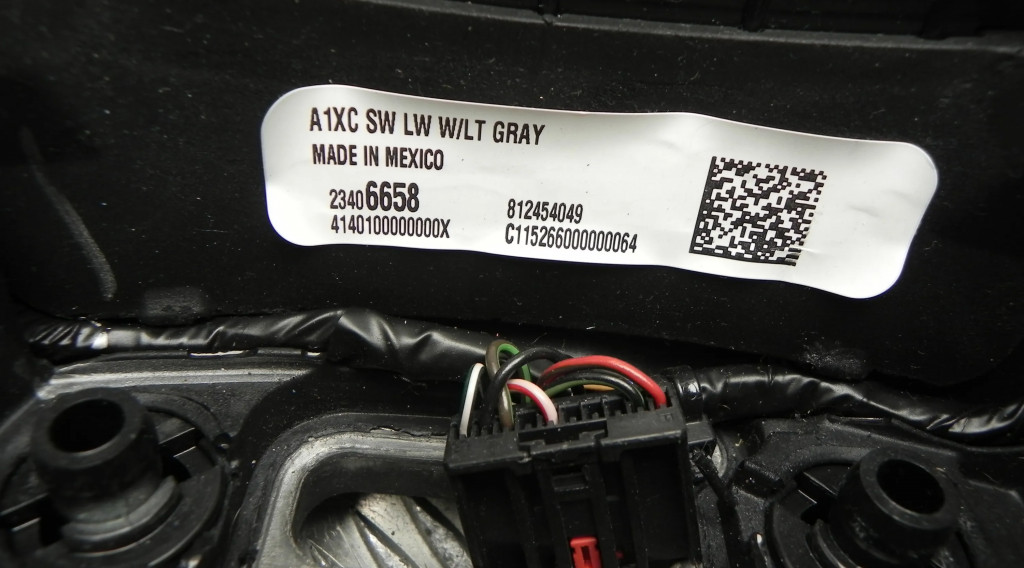 A1XC SW LW W/LT GRAY
MADE IN MEXICO
23406658 812454049
4140100000000X C115266000000064